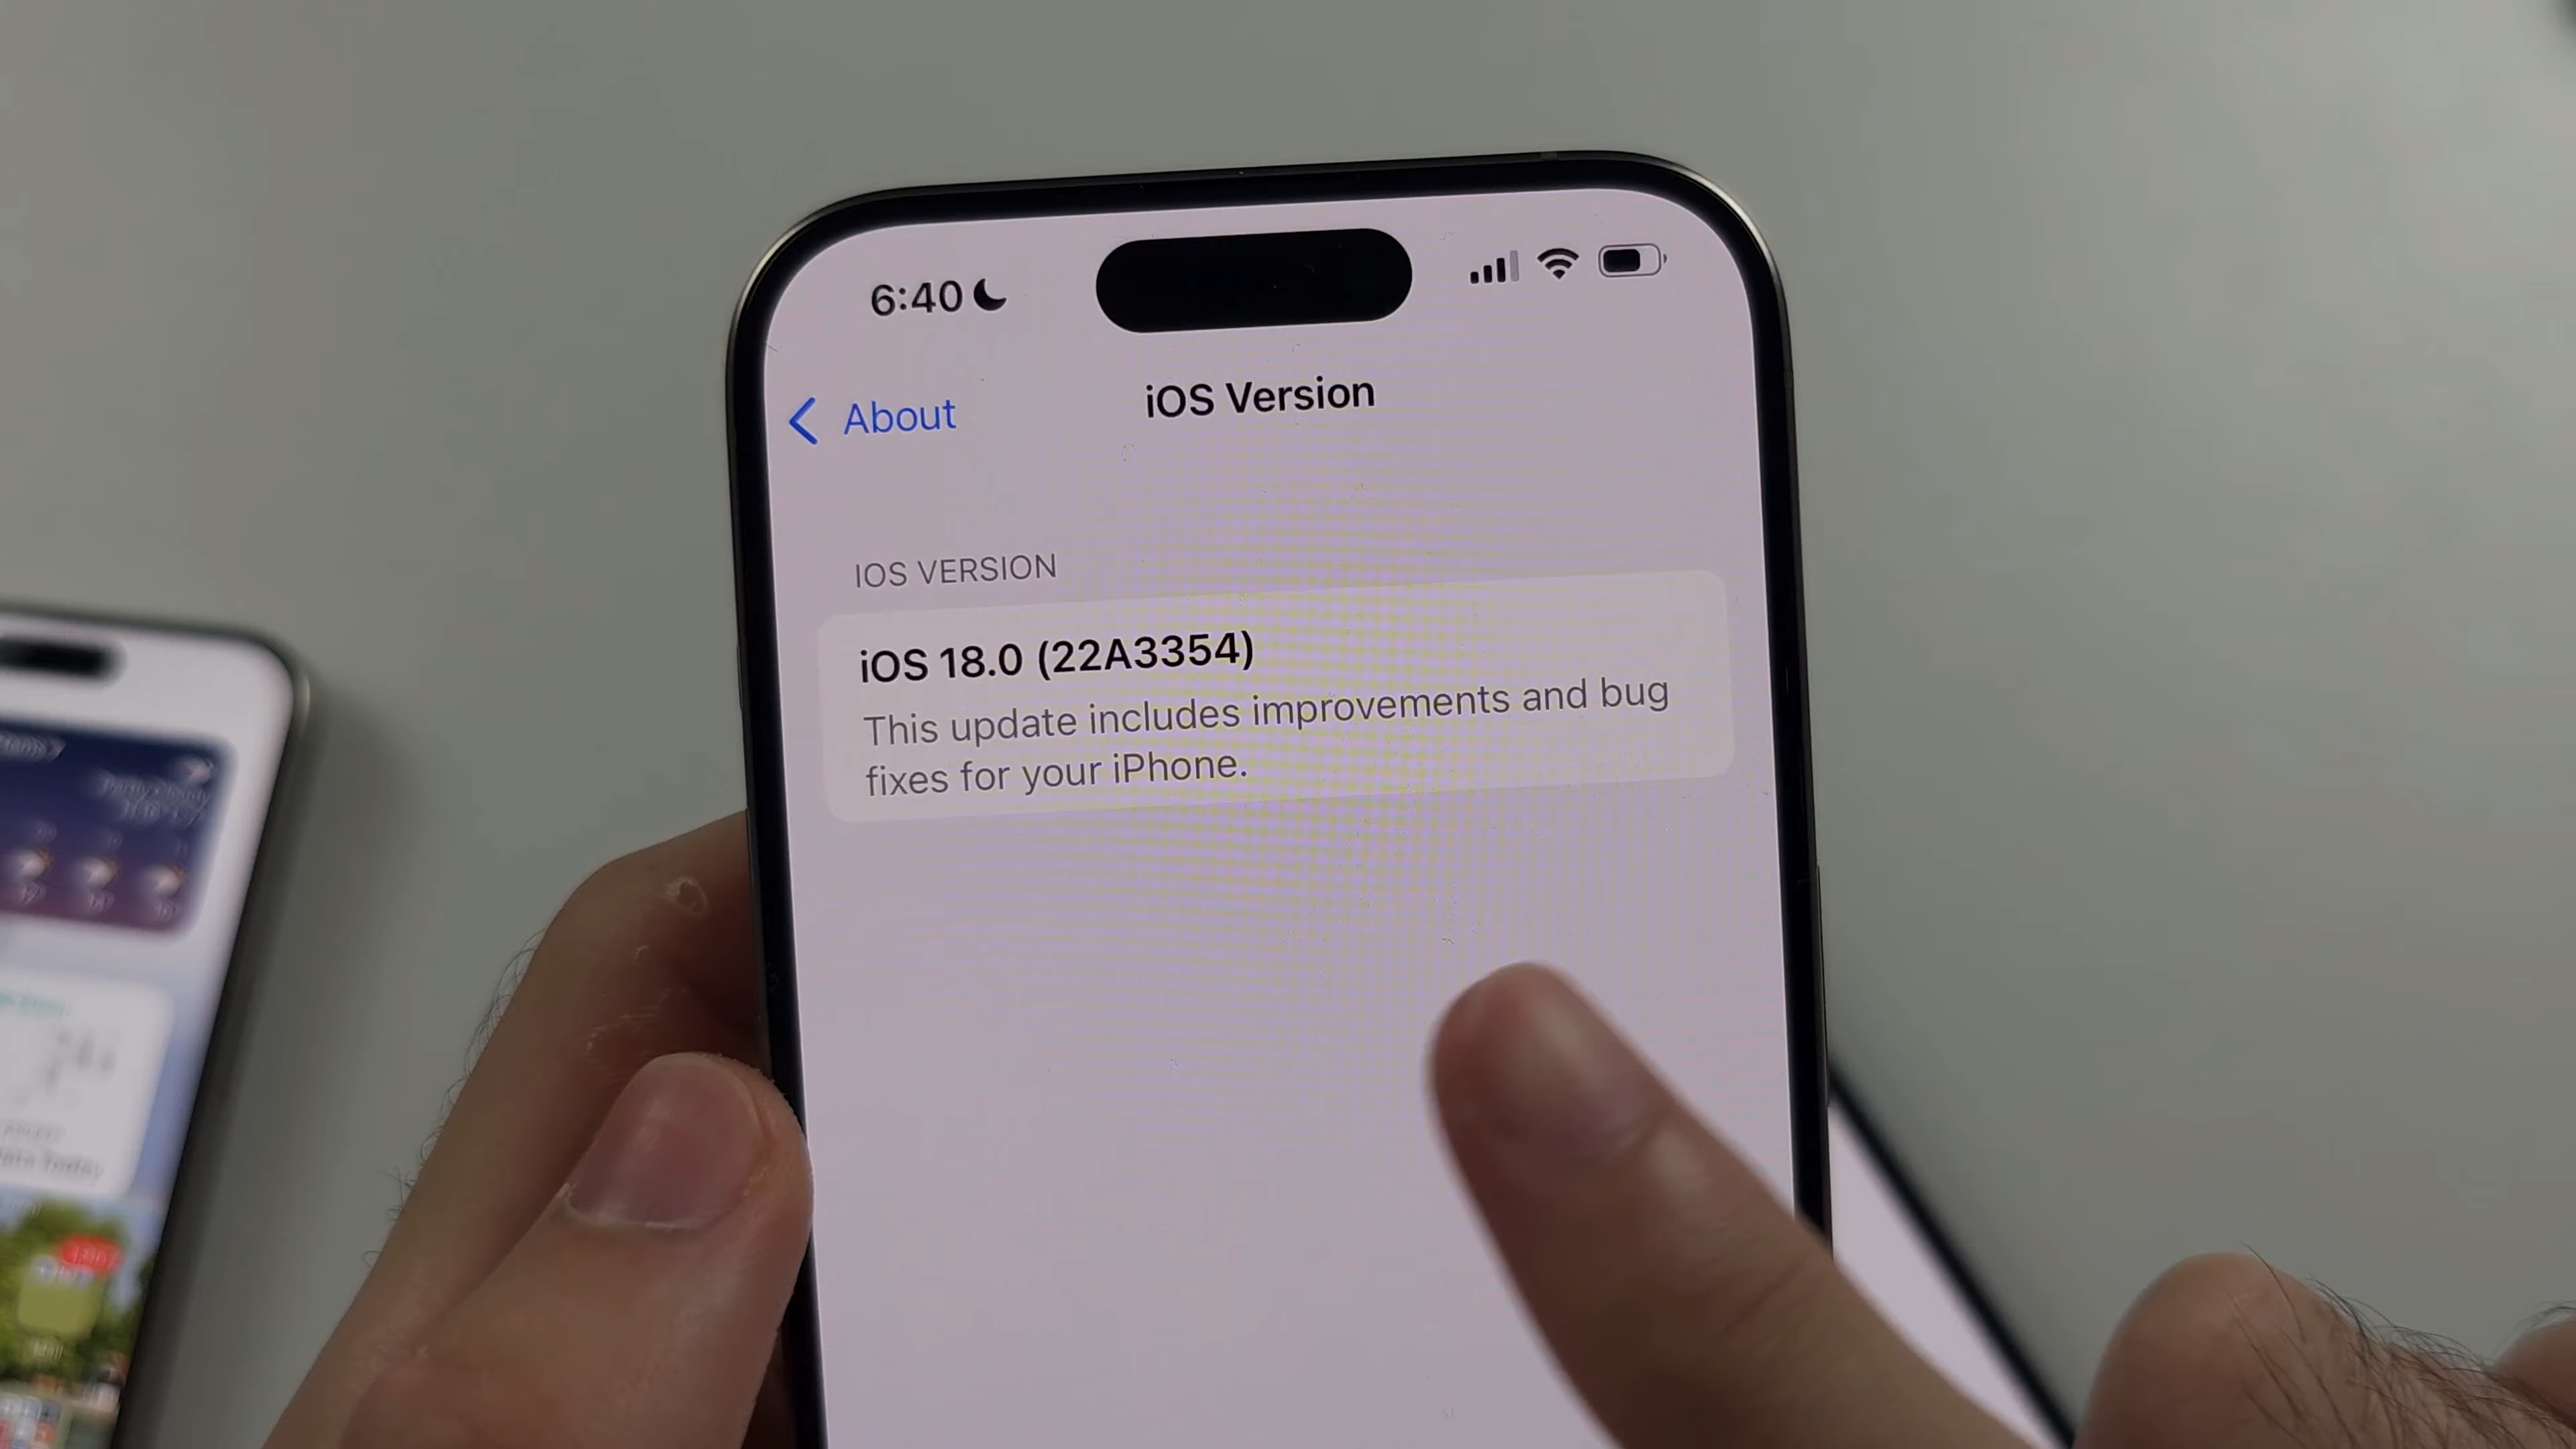 6:40
About
iOS Version
IOS VERSION
iOS 18.0 (22A3354)
This update includes improvements and bug
fixes for your iPhone.